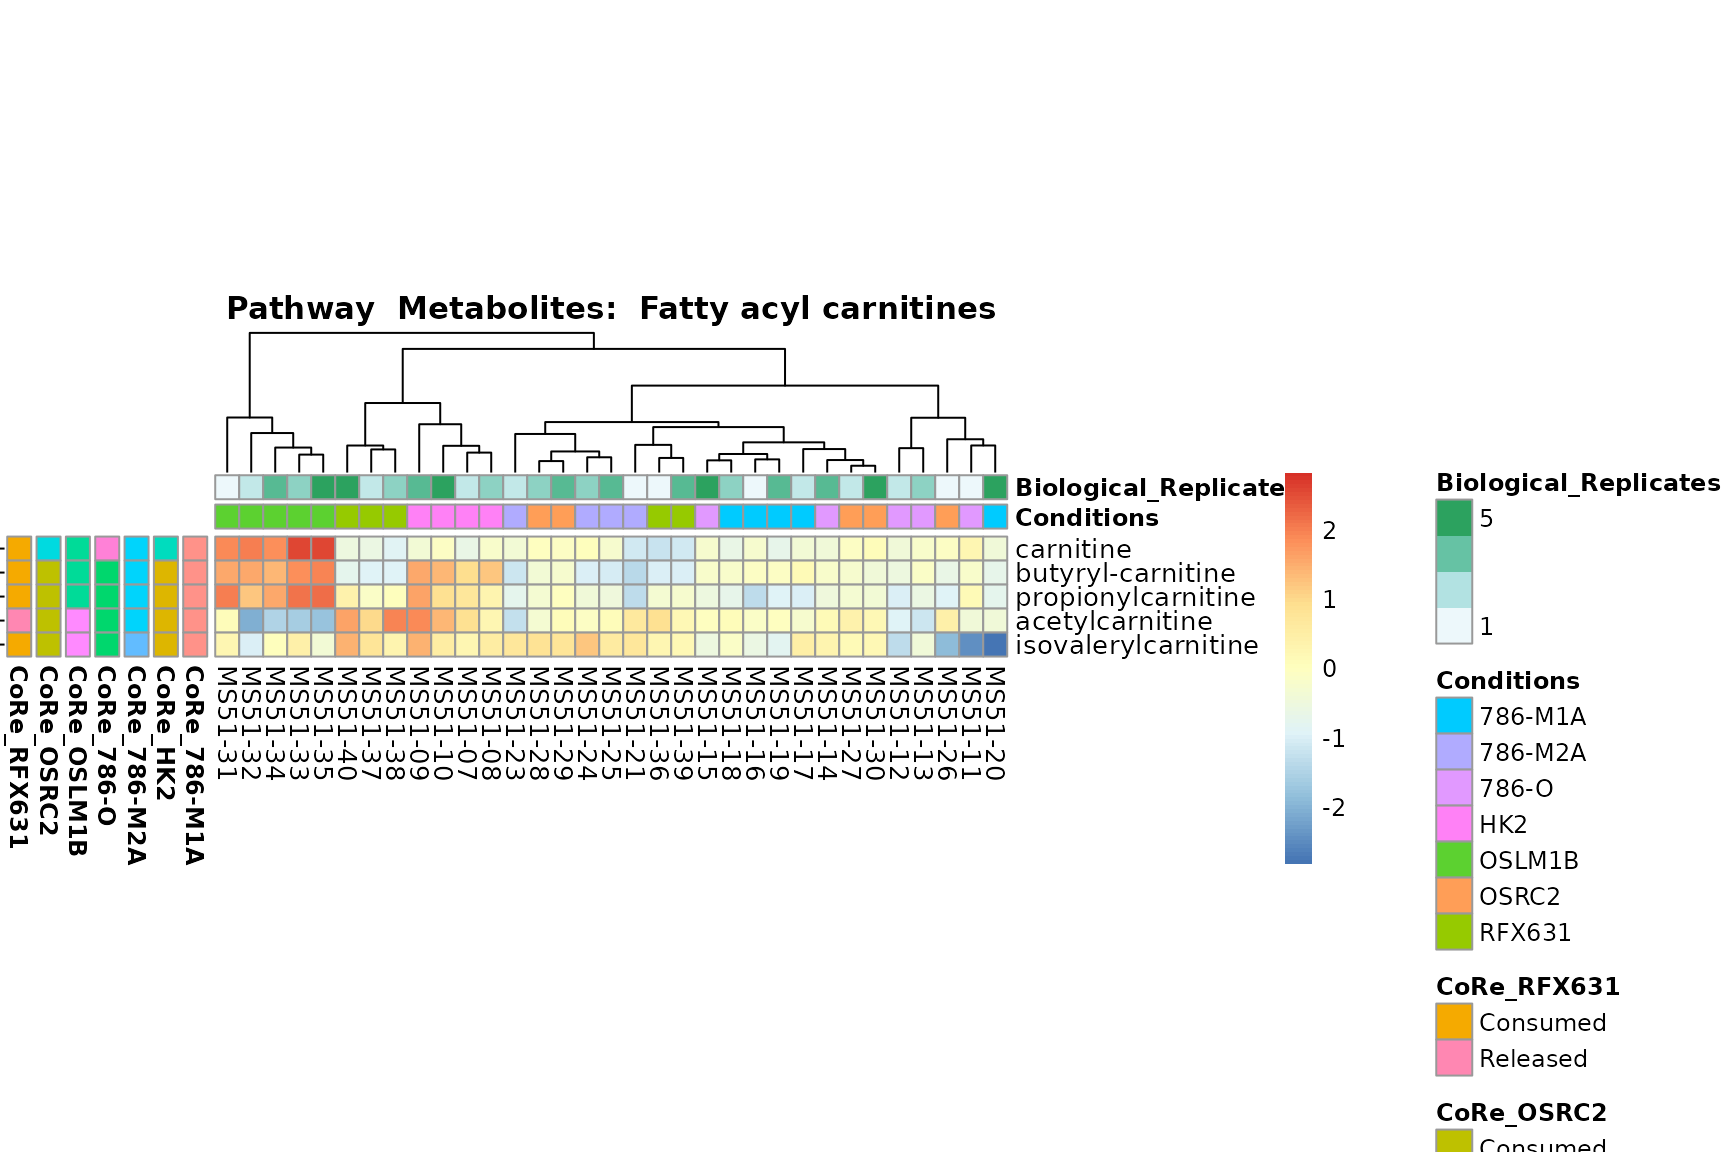 Pathway  Metabolites:  Fatty acyl carnitines
Biological_Replicates
Conditions
carnitine
butyryl-carnitine
propionylcarnitine
acetylcarnitine
isovalerylcarnitine
CoRe_RFX631
CoRe_OSRC2
CoRe_OSLM1B
CoRe_786-O
CoRe_786-M2A
CoRe_HK2
CoRe_786-M1A
MS51-31
MS51-32
MS51-34
MS51-33
MS51-35
MS51-40
MS51-37
MS51-38
MS51-09
MS51-10
MS51-07
MS51-08
MS51-23
MS51-28
MS51-29
MS51-24
MS51-25
MS51-21
MS51-36
MS51-39
MS51-15
MS51-18
MS51-16
MS51-19
MS51-17
MS51-14
MS51-27
MS51-30
MS51-12
MS51-13
MS51-26
MS51-11
MS51-20
2
1
0
-1
-2
Biological_Replicates
5
1
Conditions
786-M1A
786-M2A
786-O
HK2
OSLM1B
OSRC2
RFX631
CoRe_RFX631
Consumed
Released
CoRe_OSRC2
Consumed